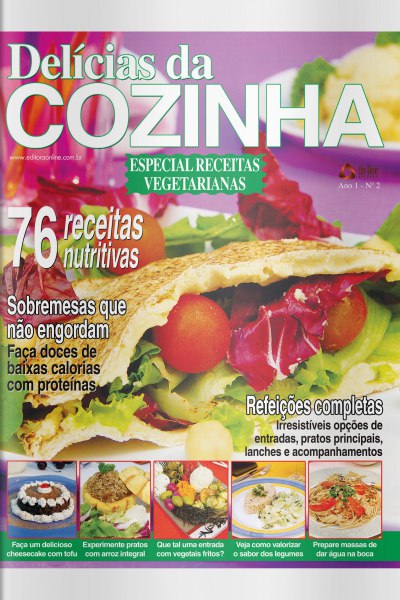 Delícias da
COZINHA
www.editoraonline.com.br
ESPECIAL RECEITAS
VEGETARIANAS
Ano 1 - Nº 2
76 receitas
nutritivas
Sobremesas que
não engordam
Faça doces de
baixas calorias
com proteínas
Refeições completas
Irresistíveis opções de
entradas, pratos principais,
lanches e acompanhamentos
Faça um delicioso
cheesecake com tofu
Experimente pratos
com arroz integral
Que tal uma entrada
com vegetais fritos?
Veja como valorizar
o sabor dos legumes
Prepare massas de
dar água na boca